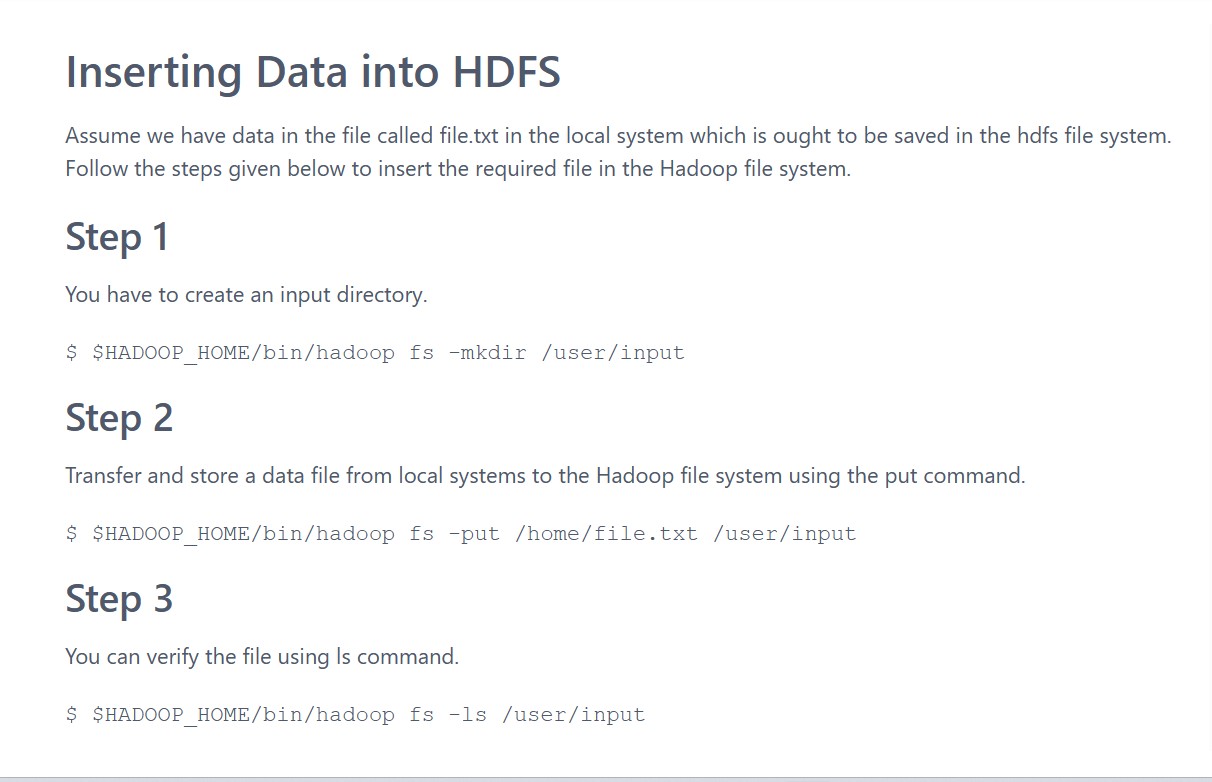 Inserting Data into HDFS
Assume we have data in the file called file.txt in the local system which is ought to be saved in the hdfs file system.
Follow the steps given below to insert the required file in the Hadoop file system.
Step 1
You have to create an input directory.
$ $HADOOP_HOME/bin/hadoop fs -mkdir /user/input
Step 2
Transfer and store a data file from local systems to the Hadoop file system using the put command.
$ $HADOOP_HOME/bin/hadoop fs -put /home/file.txt /user/input
Step 3
You can verify the file using ls command.
$ $HADOOP_HOME/bin/hadoop fs -ls /user/input